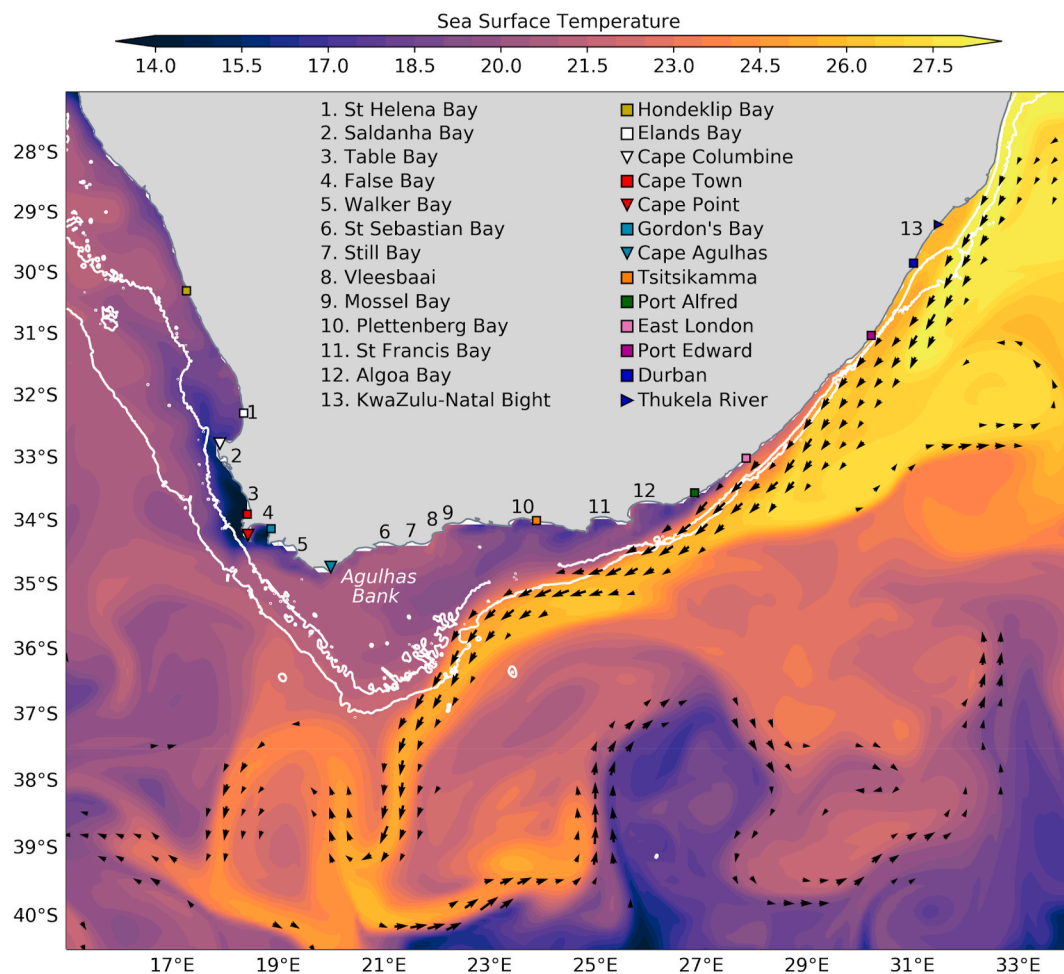 Sea Surface Temperature
14.0 15.5 17.0 18.5 20.0 21.5 23.0 24.5 26.0 27.5
1. St Helena Bay
2. Saldanha Bay
3. Table Bay
4. False Bay
5. Walker Bay
6. St Sebastian Bay
7. Still Bay
8. Vleesbaai
9. Mossel Bay
10. Plettenberg Bay
11. St Francis Bay
12. Algoa Bay
13. KwaZulu-Natal Bight
Hondeklip Bay
Elands Bay
Cape Columbine
Cape Town
Cape Point
Gordon's Bay
Cape Agulhas
Tsitsikamma
Port Alfred
East London
Port Edward
Durban
Thukela River
28°S
29°S
30°S
31°S
32°S
33°S
34°S
35°S
36°S
37°S
38°S
39°S
40°S
13
1
2
3
4
5
6
7
8
9
10
11
12
Agulhas
Bank
17°E 19°E 21°E 23°E 25°E 27°E 29°E 31°E 33°E